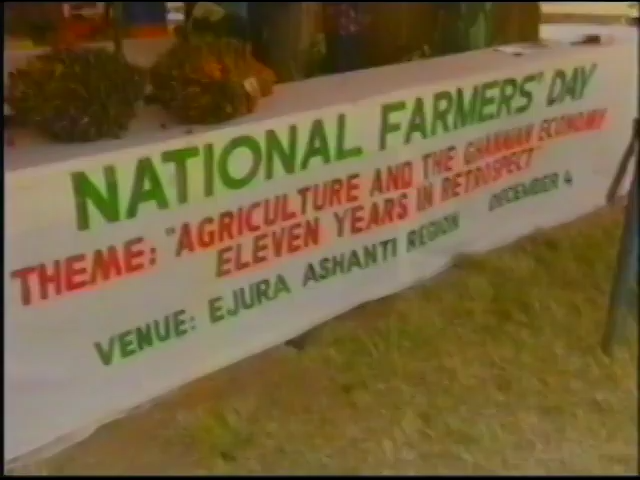 NATIONAL FARMERS' DAY
THEME: "AGRICULTURE AND THE GHANAIAN ECONOMY
ELEVEN YEARS IN RETROSPECT"
DECEMBER 4
VENUE: EJURA ASHANTI REGION